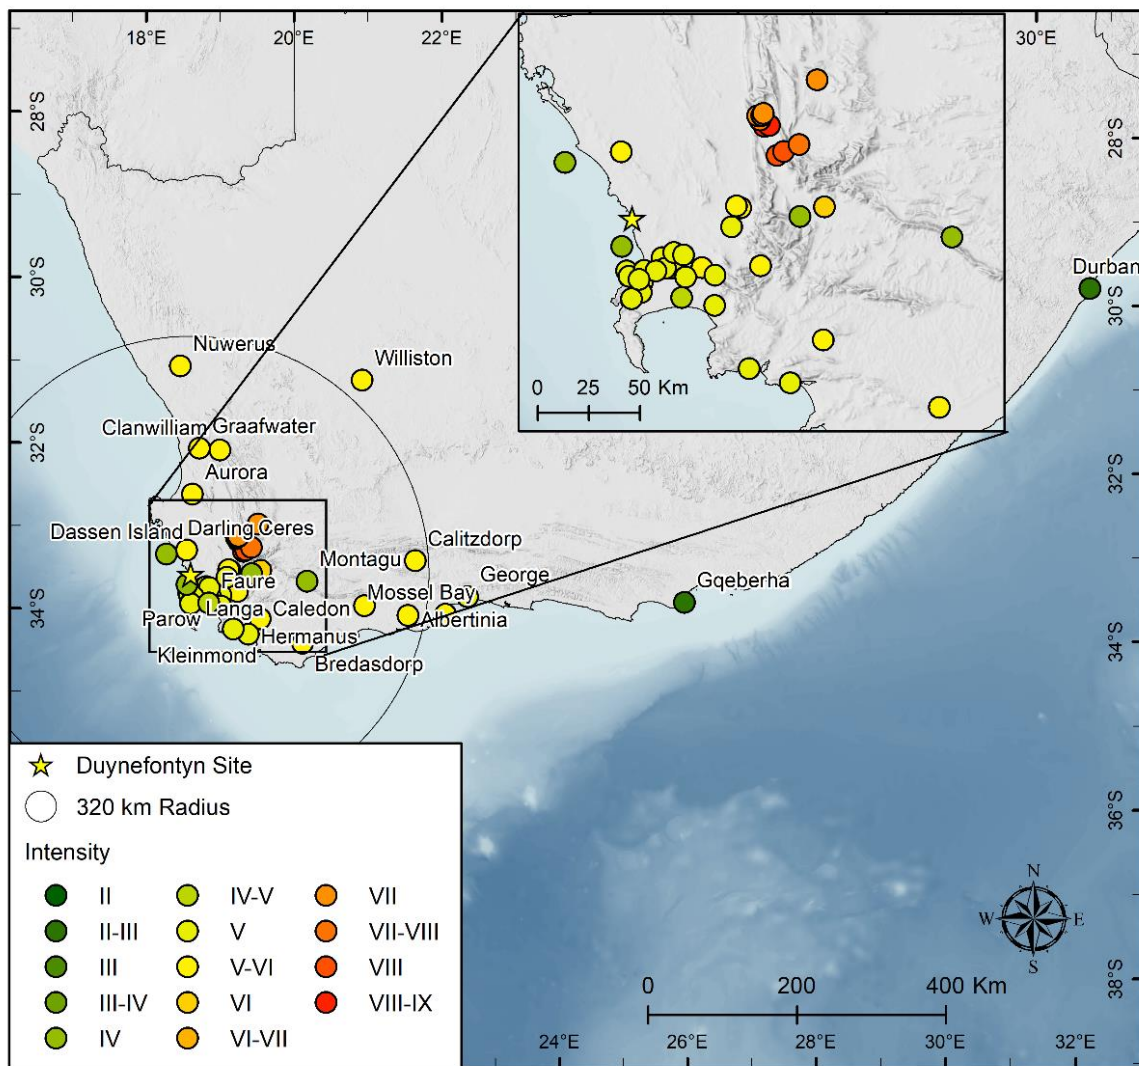 18°E 20°E 22°E 30°E
28°S 28°S
30°S 30°S
32°S 32°S
34°S 34°S
36°S
38°S
24°E 26°E 28°E 30°E 32°E
0 25 50 Km
Durban
Nuwerus
Williston
Clanwilliam Graafwater
Aurora
Dassen Island Darling Ceres
Calitzdorp
Montagu
George
Gqeberha
Faure
Mossel Bay
Parow Langa Caledon
Albertinia
Hermanus
Kleinmond
Bredasdorp
Duynefontyn Site
320 km Radius
Intensity
II IV-V VII
II-III V VII-VIII
III V-VI VIII
III-IV VI VIII-IX
IV VI-VII
N
W E
S
0 200 400 Km